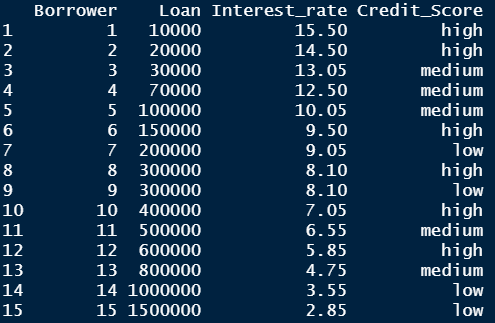 Borrower Loan Interest_rate Credit_Score
1 1 10000 15.50 high
2 2 20000 14.50 high
3 3 30000 13.05 medium
4 4 70000 12.50 medium
5 5 100000 10.05 medium
6 6 150000 9.50 high
7 7 200000 9.05 low
8 8 300000 8.10 high
9 9 300000 8.10 low
10 10 400000 7.05 high
11 11 500000 6.55 medium
12 12 600000 5.85 high
13 13 800000 4.75 medium
14 14 1000000 3.55 low
15 15 1500000 2.85 low